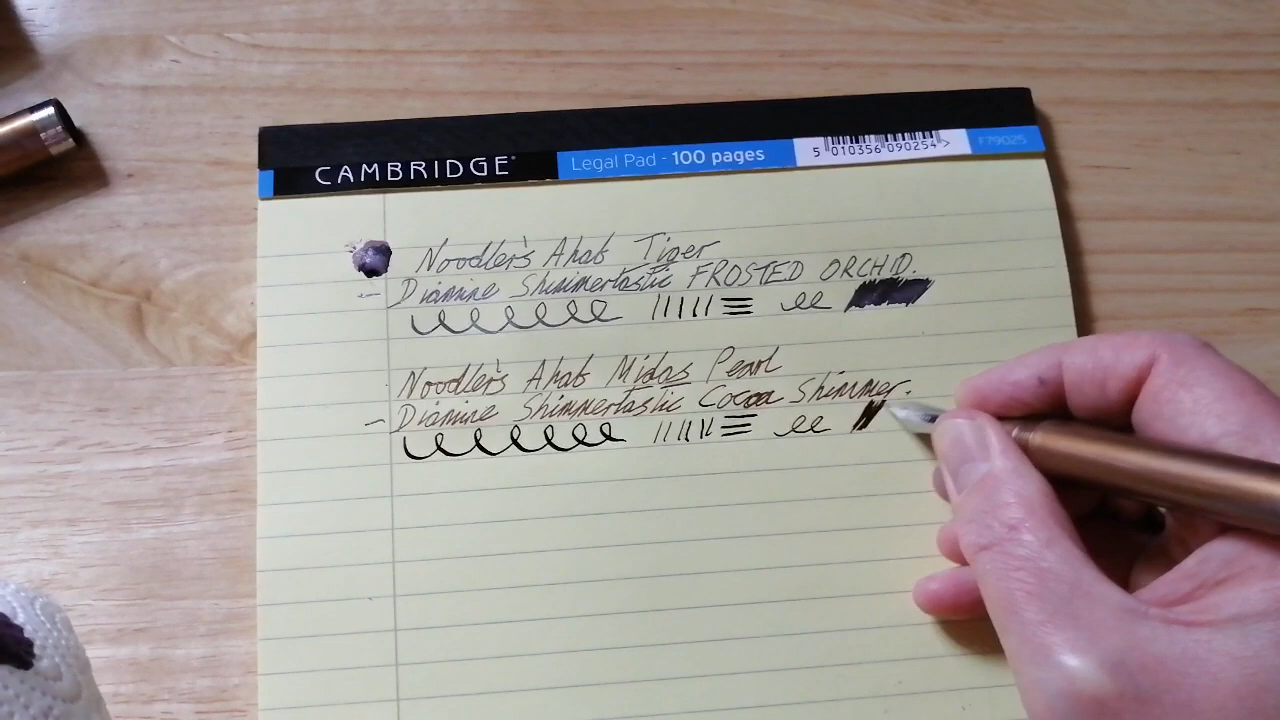 CAMBRIDGE Legal Pad - 100 pages 5 010356 090254 > F79025
Noodler's Ahab Tiger
- Diamine Shimmertastic FROSTED ORCHID.
Noodler's Ahab Midas Pearl
- Diamine Shimmertastic Cocoa Shimmer.